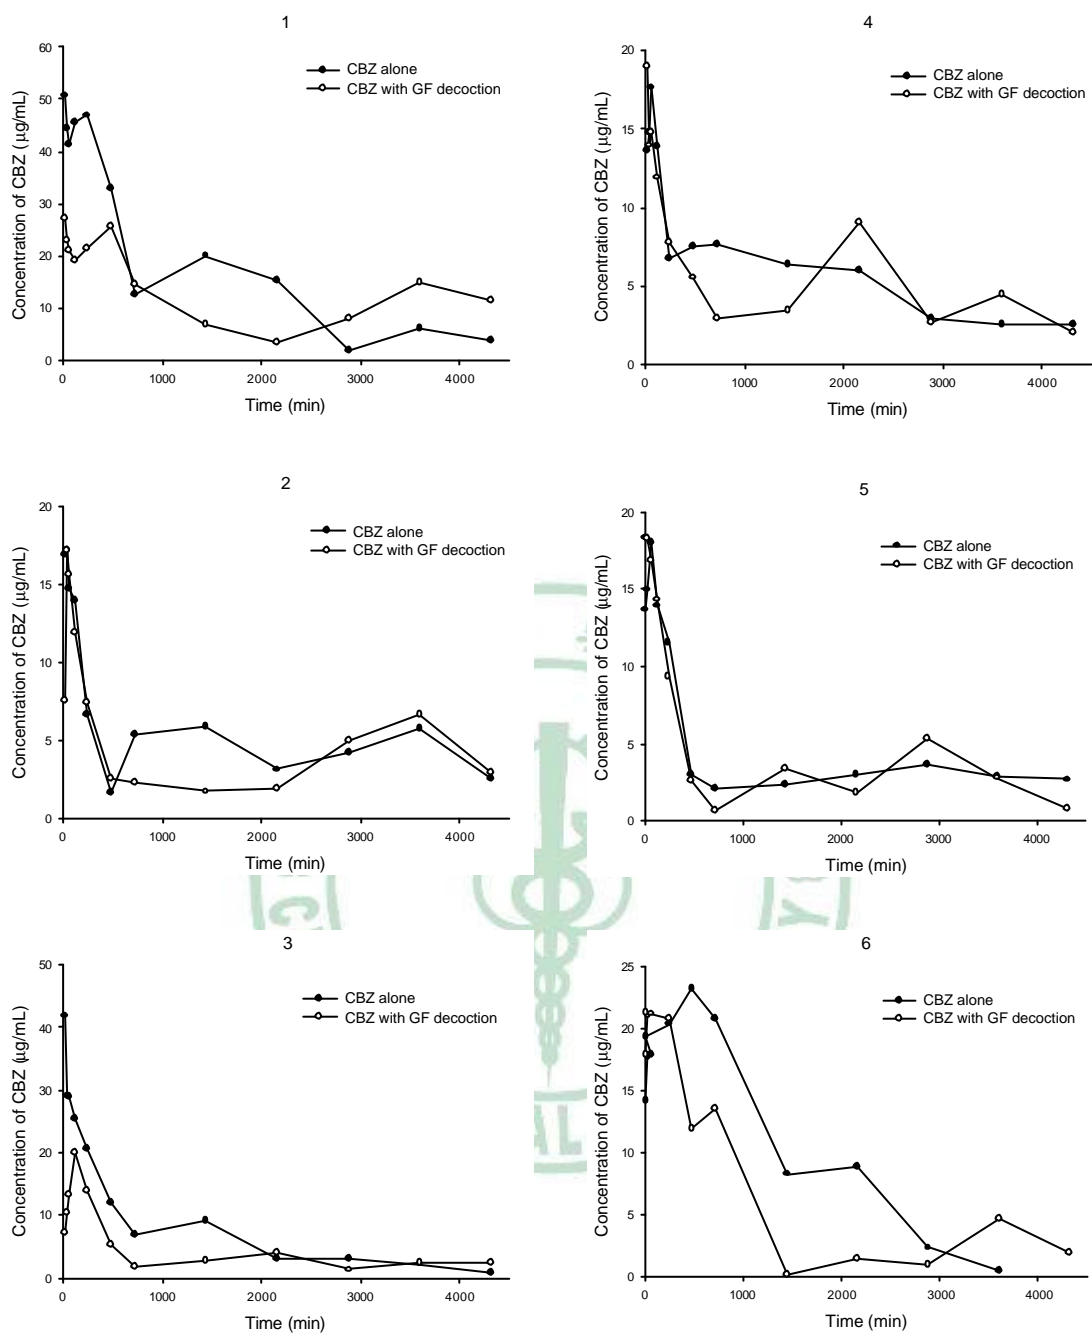 1
60
50
40
30
20
10
0
Concentration of CBZ (μg/mL)
CBZ alone
CBZ with GF decoction
0 1000 2000 3000 4000
Time (min)
4
20
15
10
5
0
Concentration of CBZ (μg/mL)
CBZ alone
CBZ with GF decoction
0 1000 2000 3000 4000
Time (min)
2
20
15
10
5
0
Concentration of CBZ (μg/mL)
CBZ alone
CBZ with GF decoction
0 1000 2000 3000 4000
Time (min)
5
20
15
10
5
0
Concentration of CBZ (μg/mL)
CBZ alone
CBZ with GF decoction
0 1000 2000 3000 4000
Time (min)
3
50
40
30
20
10
0
Concentration of CBZ (μg/mL)
CBZ alone
CBZ with GF decoction
0 1000 2000 3000 4000
Time (min)
6
25
20
15
10
5
0
Concentration of CBZ (μg/mL)
CBZ alone
CBZ with GF decoction
0 1000 2000 3000 4000
Time (min)